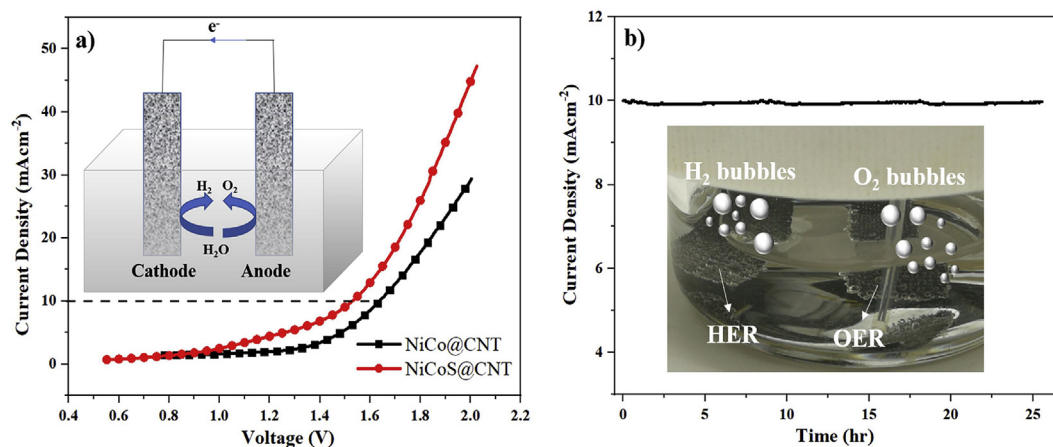 a)
e-
50
40
30
20
10
0
Current Density (mAcm-2)
H2 O2
H2O
Cathode
Anode
NiCo@CNT
NiCoS@CNT
0.4 0.6 0.8 1.0 1.2 1.4 1.6 1.8 2.0 2.2
Voltage (V)
b)
12
10
8
6
4
Current Density (mAcm-2)
H2 bubbles
O2 bubbles
HER
OER
0 5 10 15 20 25
Time (hr)